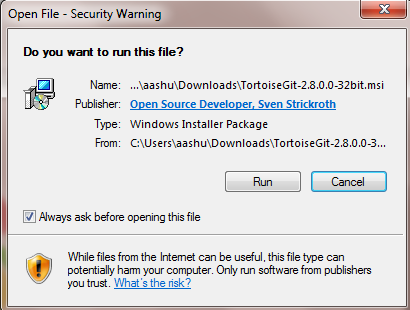 Open File - Security Warning
Do you want to run this file?
Name: ...\aashu\Downloads\TortoiseGit-2.8.0.0-32bit.msi
Publisher: Open Source Developer, Sven Strickroth
Type: Windows Installer Package
From: C:\Users\aashu\Downloads\TortoiseGit-2.8.0.0-3...
Run Cancel
Always ask before opening this file
While files from the Internet can be useful, this file type can
potentially harm your computer. Only run software from publishers
you trust. What's the risk?